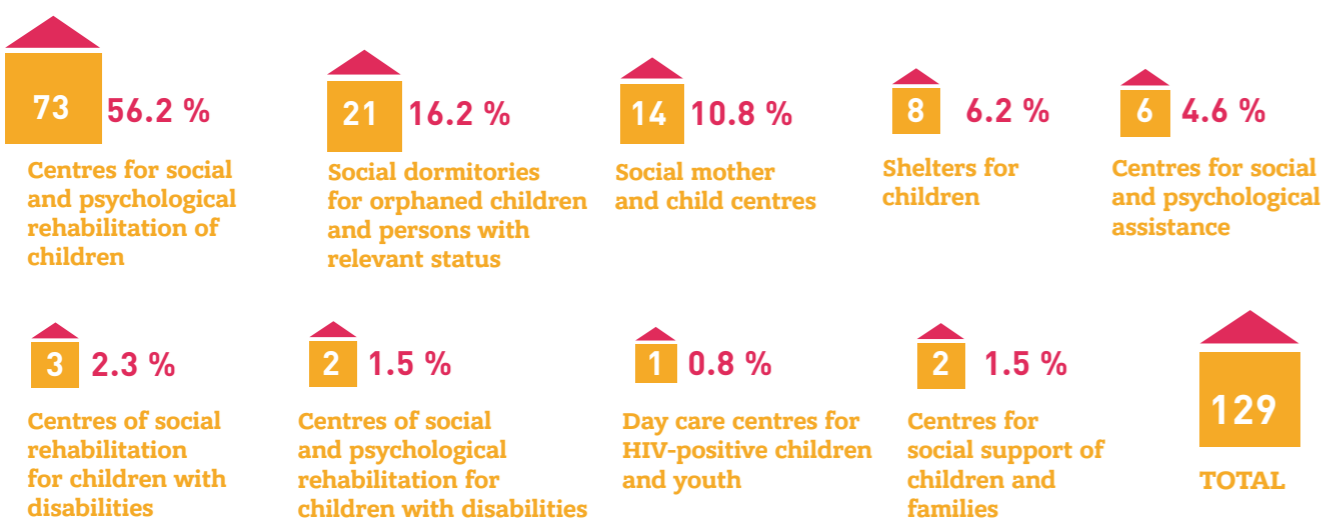 73 56.2 %
Centres for social
and psychological
rehabilitation of
children
21 16.2 %
Social dormitories
for orphaned children
and persons with
relevant status
14 10.8 %
Social mother
and child centres
8 6.2 %
Shelters for
children
6 4.6 %
Centres for social
and psychological
assistance
3 2.3 %
Centres of social
rehabilitation
for children with
disabilities
2 1.5 %
Centres of social
and psychological
rehabilitation for
children with disabilities
1 0.8 %
Day care centres for
HIV-positive children
and youth
2 1.5 %
Centres for
social support of
children and
families
129
TOTAL